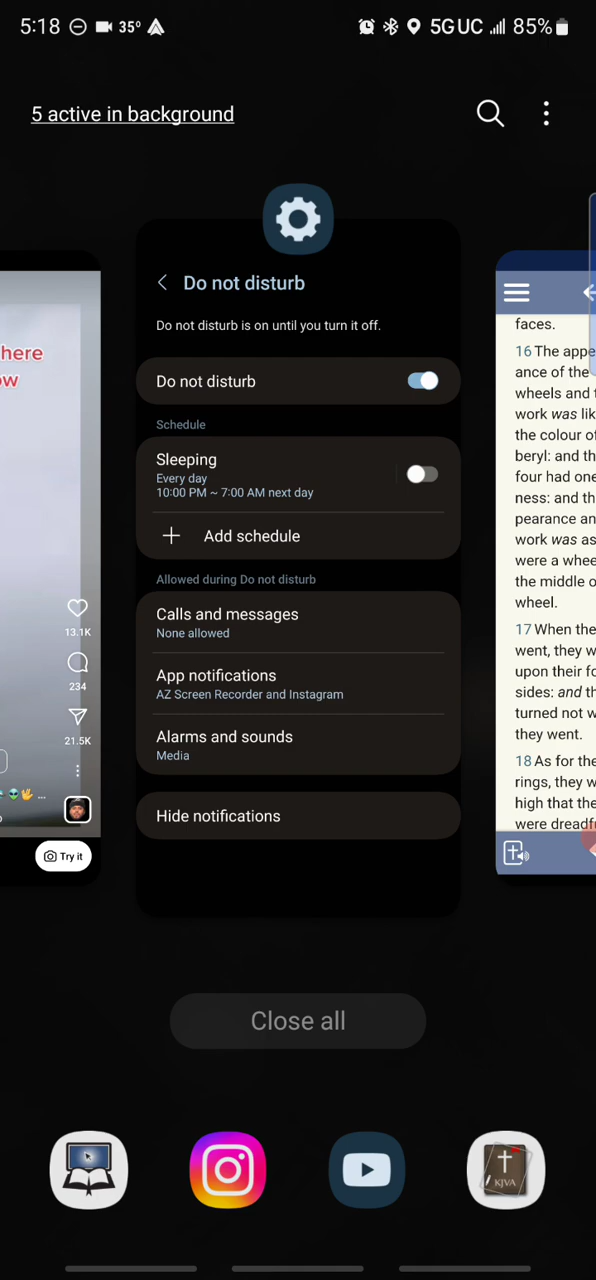 5:18 35° 5G UC 85%
5 active in background
here
ow
13.1K
234
21.5K
...
Try it
Do not disturb
Do not disturb is on until you turn it off.
Do not disturb
Schedule
Sleeping
Every day
10:00 PM ~ 7:00 AM next day
+ Add schedule
Allowed during Do not disturb
Calls and messages
None allowed
App notifications
AZ Screen Recorder and Instagram
Alarms and sounds
Media
Hide notifications
faces.
16 The appe
ance of the
wheels and t
work was lik
the colour of
beryl: and th
four had one
ness: and th
pearance an
work was as
were a whee
the middle o
wheel.
17 When the
went, they w
upon their fo
sides: and th
turned not w
they went.
18 As for the
rings, they w
high that the
were dreadfu
Close all
KJVA